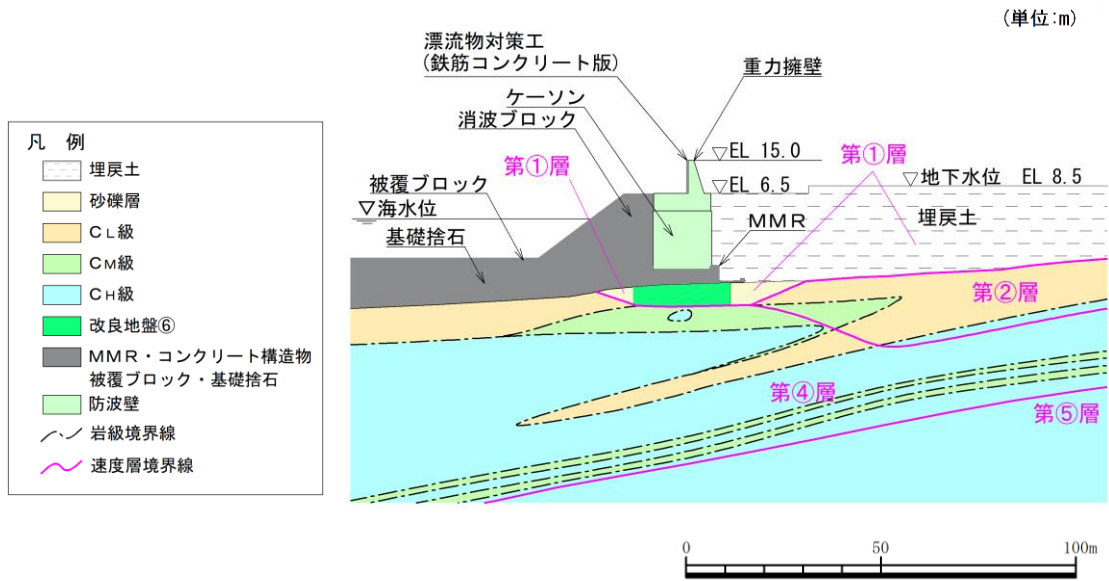 (単位:m)
漂流物対策工
(鉄筋コンクリート版)
重力擁壁
ケーソン
消波ブロック
▽EL 15.0
第①層
第①層
被覆ブロック
▽EL 6.5
▽地下水位 EL 8.5
▽海水位
MMR
埋戻土
基礎捨石
第②層
第④層
第⑤層
凡 例
埋戻土
砂礫層
CL級
CM級
CH級
改良地盤⑥
MMR・コンクリート構造物
被覆ブロック・基礎捨石
防波壁
岩級境界線
速度層境界線
0 50 100m